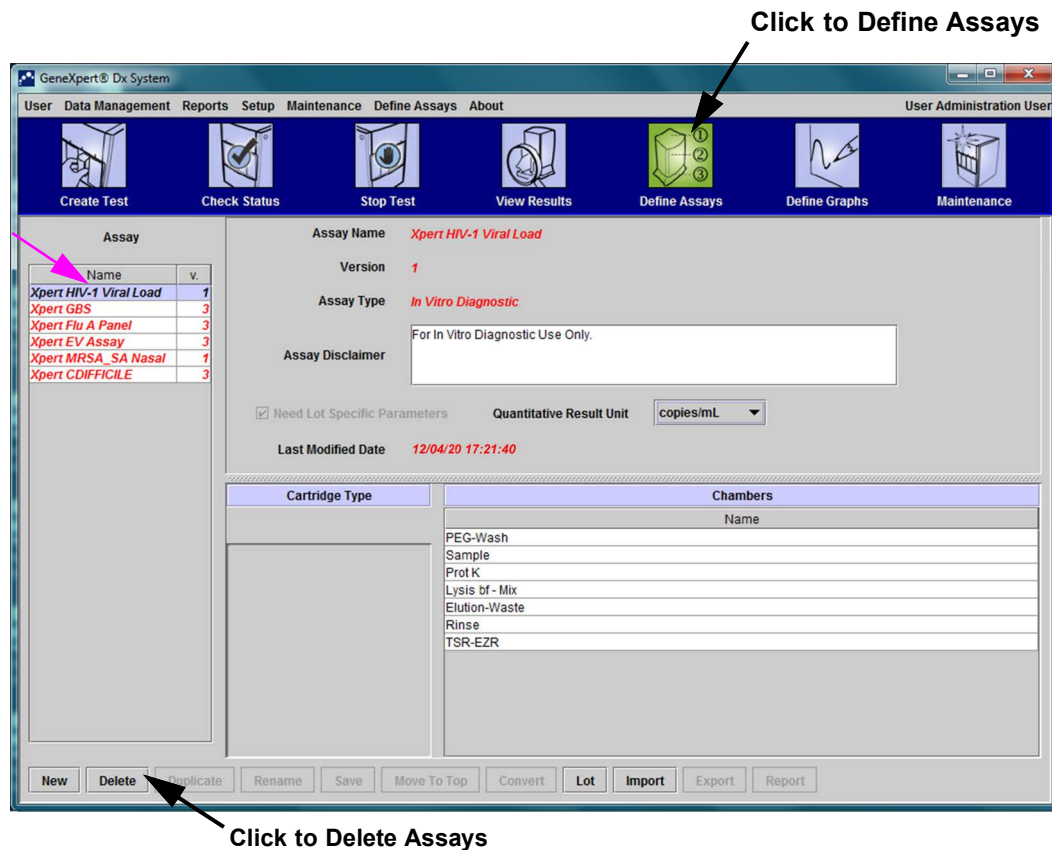 Click to Define Assays
GeneXpert® Dx System
User Data Management Reports Setup Maintenance Define Assays About User Administration User
① ② ③
Create Test Check Status Stop Test View Results Define Assays Define Graphs Maintenance
Assay
Name v.
Xpert HIV-1 Viral Load 1
Xpert GBS 3
Xpert Flu A Panel 3
Xpert EV Assay 3
Xpert MRSA_SA Nasal 1
Xpert CDIFFICILE 3
Assay Name Xpert HIV-1 Viral Load
Version 1
Assay Type In Vitro Diagnostic
Assay Disclaimer For In Vitro Diagnostic Use Only.
Need Lot Specific Parameters Quantitative Result Unit copies/mL
Last Modified Date 12/04/20 17:21:40
Cartridge Type Chambers
Name
PEG-Wash
Sample
Prot K
Lysis bf - Mix
Elution-Waste
Rinse
TSR-EZR
New Delete Duplicate Rename Save Move To Top Convert Lot Import Export Report
Click to Delete Assays